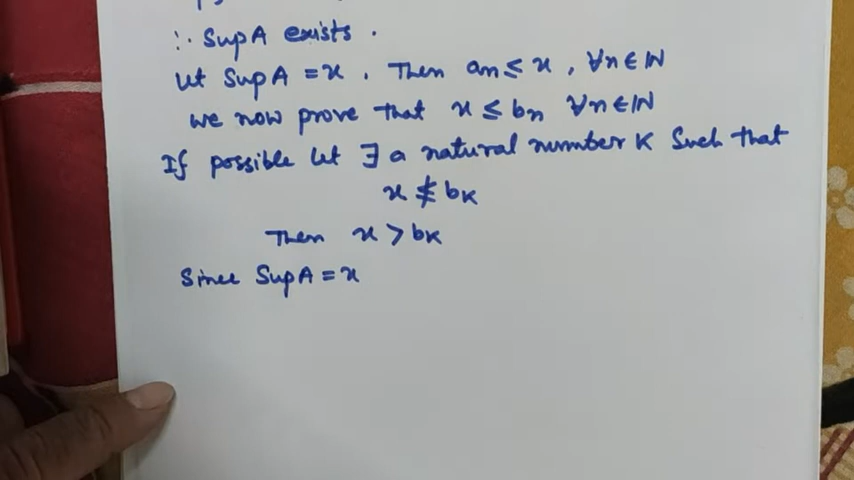 ∴ Sup A exists.
Let Sup A = x. Then an ≤ x, ∀n ∈ ℕ
We now prove that x ≤ bn ∀n ∈ ℕ
If possible let ∃ a natural number K Such that
x ≰ bK
Then x > bK
Since Sup A = x